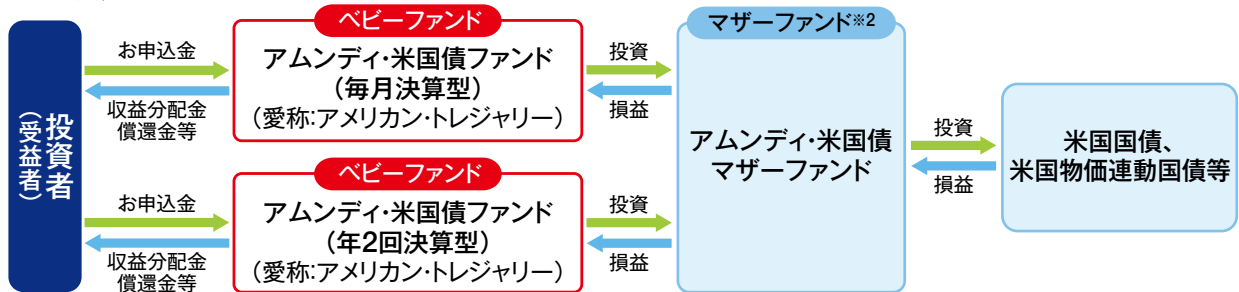 投資者
(受益者)
お申込金
収益分配金
償還金等
ベビーファンド
アムンディ・米国債ファンド
(毎月決算型)
(愛称:アメリカン・トレジャリー)
投資
損益
お申込金
収益分配金
償還金等
ベビーファンド
アムンディ・米国債ファンド
(年2回決算型)
(愛称:アメリカン・トレジャリー)
投資
損益
マザーファンド※2
アムンディ・米国債
マザーファンド
投資
損益
米国国債、
米国物価連動国債等